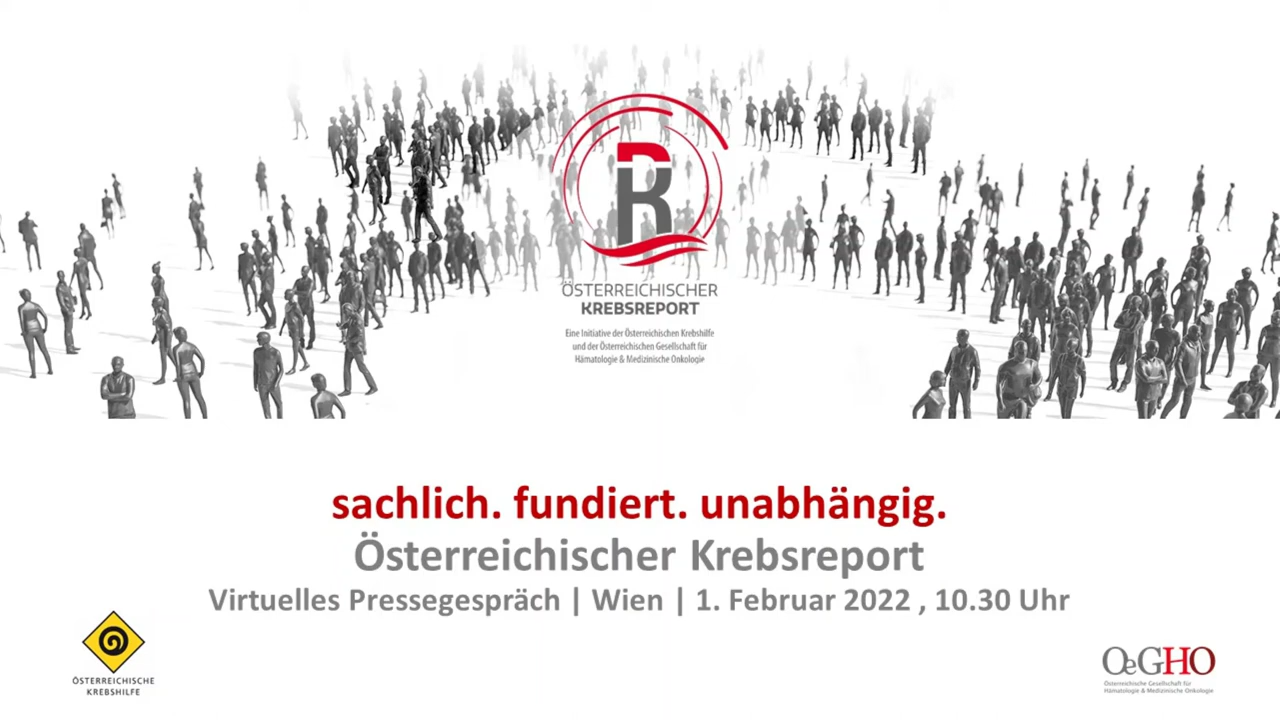 R
ÖSTERREICHISCHER
KREBSREPORT
Eine Initiative der Österreichischen Krebshilfe
und der Österreichischen Gesellschaft für
Hämatologie & Medizinische Onkologie
sachlich. fundiert. unabhängig.
Österreichischer Krebsreport
Virtuelles Pressegespräch | Wien | 1. Februar 2022 , 10.30 Uhr
ÖSTERREICHISCHE
KREBSHILFE
OeGHO
Österreichische Gesellschaft für
Hämatologie & Medizinische Onkologie